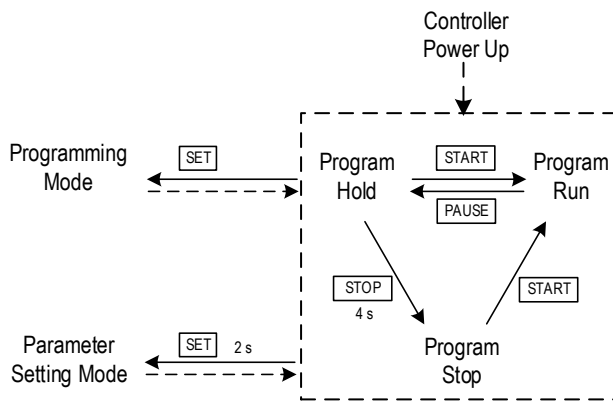 Controller
Power Up
Programming
Mode
SET
Program
Hold
START
PAUSE
Program
Run
STOP
4 s
START
Parameter
Setting Mode
SET 2 s
Program
Stop